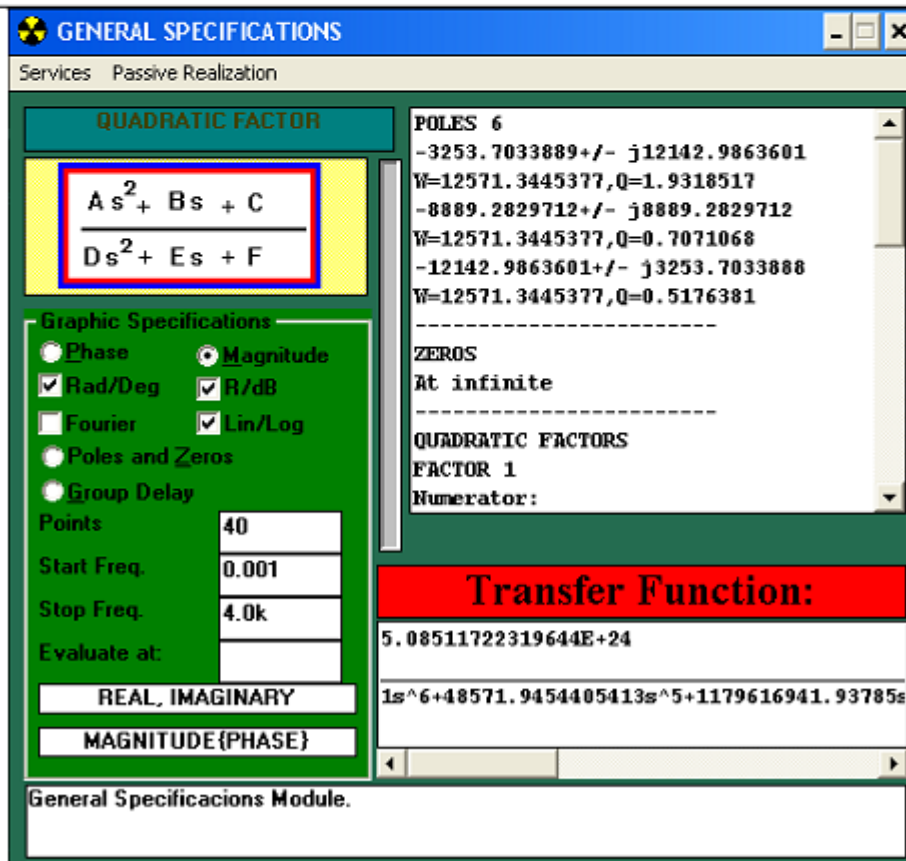 GENERAL SPECIFICATIONS
Services Passive Realization
QUADRATIC FACTOR
As²+ Bs + C
Ds²+ Es + F
Graphic Specifications
Phase Magnitude
Rad/Deg R/dB
Fourier Lin/Log
Poles and Zeros
Group Delay
Points 40
Start Freq. 0.001
Stop Freq. 4.0k
Evaluate at:
REAL, IMAGINARY
MAGNITUDE{PHASE}
POLES 6
-3253.7033889+/- j12142.9863601
W=12571.3445377,Q=1.9318517
-8889.2829712+/- j8889.2829712
W=12571.3445377,Q=0.7071068
-12142.9863601+/- j3253.7033888
W=12571.3445377,Q=0.5176381
------------------------
ZEROS
At infinite
------------------------
QUADRATIC FACTORS
FACTOR 1
Numerator:
Transfer Function:
5.08511722319644E+24
1s^6+48571.9454405413s^5+1179616941.93785s
General Specificacions Module.